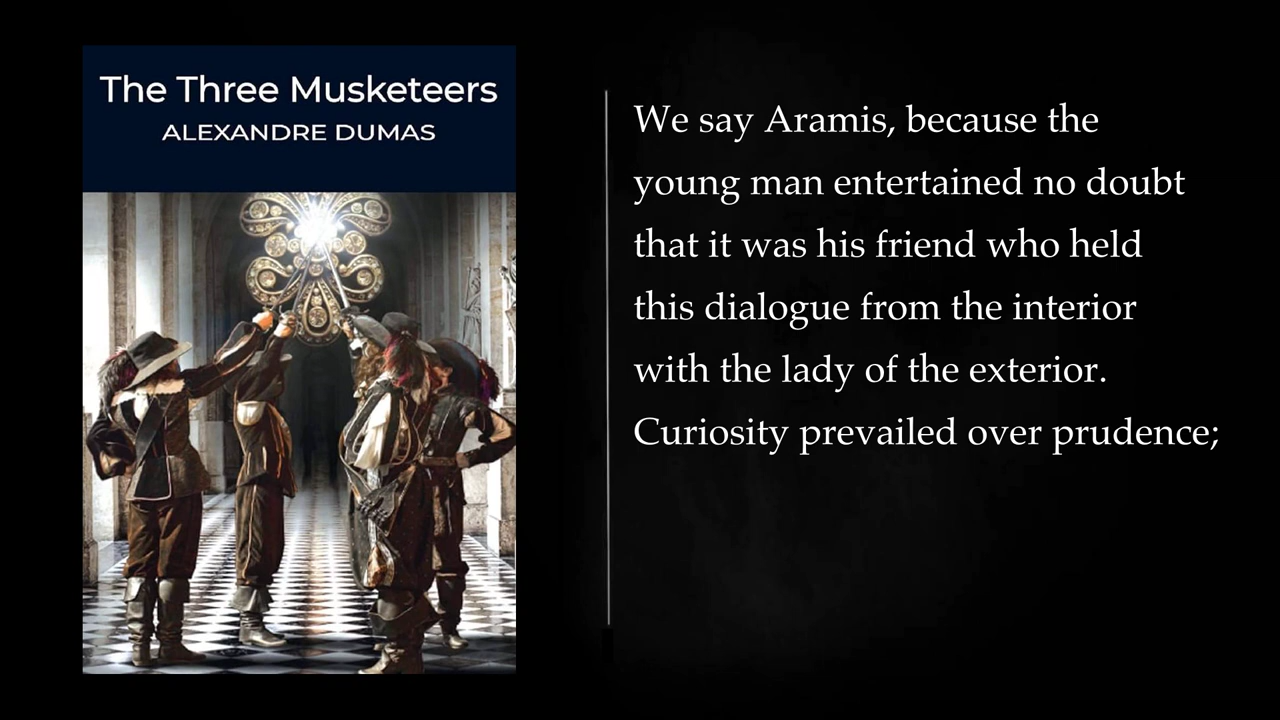 The Three Musketeers
ALEXANDRE DUMAS
We say Aramis, because the
young man entertained no doubt
that it was his friend who held
this dialogue from the interior
with the lady of the exterior.
Curiosity prevailed over prudence;